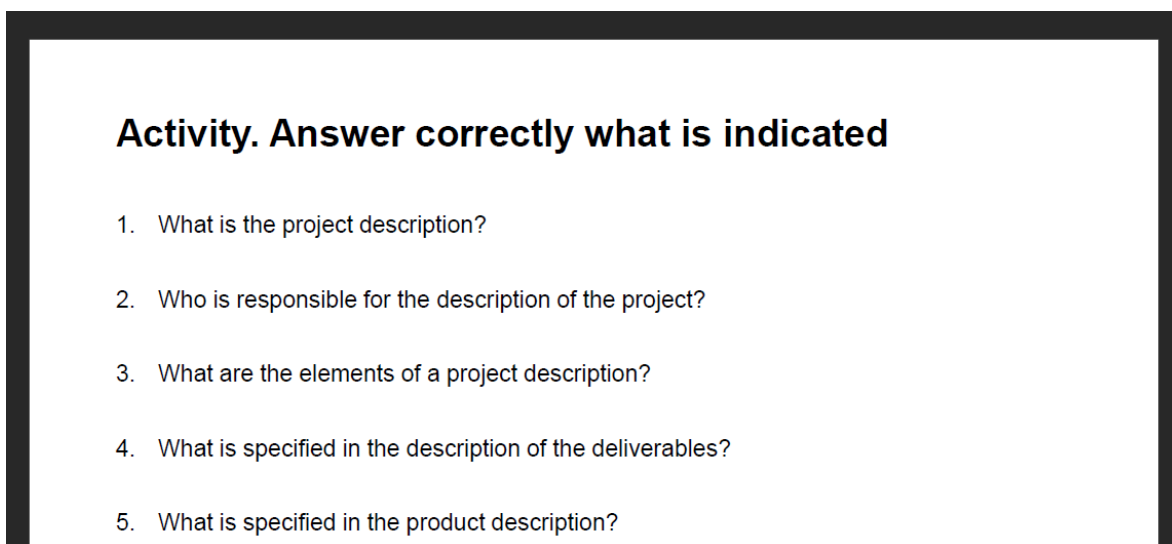 Activity. Answer correctly what is indicated
1. What is the project description?
2. Who is responsible for the description of the project?
3. What are the elements of a project description?
4. What is specified in the description of the deliverables?
5. What is specified in the product description?